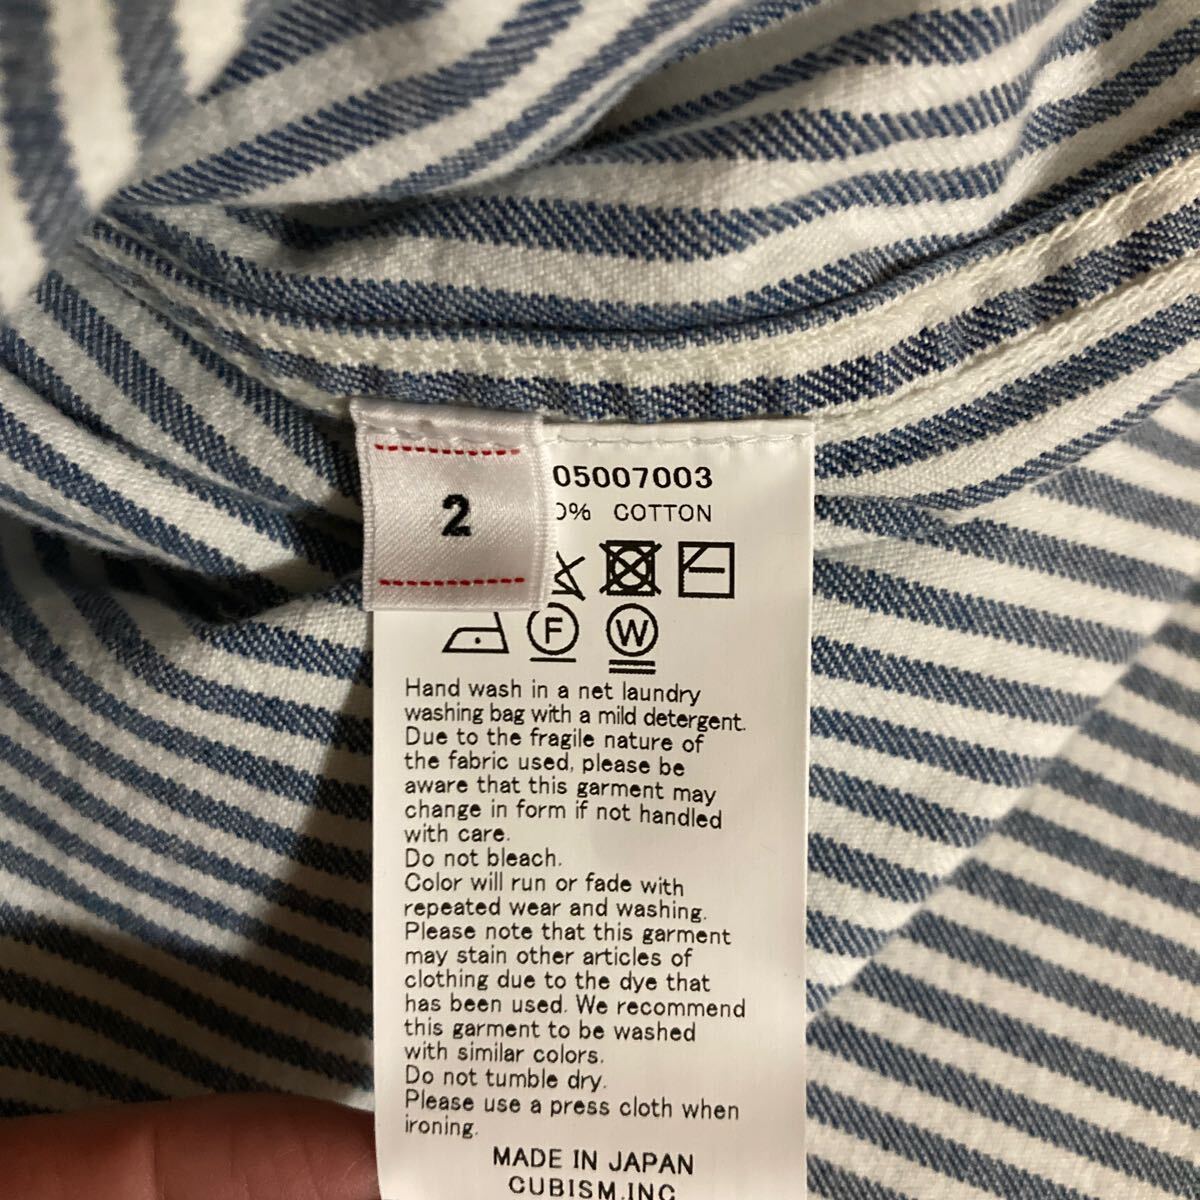 2
05007003
0% COTTON
F
W
Hand wash in a net laundry
washing bag with a mild detergent.
Due to the fragile nature of
the fabric used, please be
aware that this garment may
change in form if not handled
with care.
Do not bleach.
Color will run or fade with
repeated wear and washing.
Please note that this garment
may stain other articles of
clothing due to the dye that
has been used. We recommend
this garment to be washed
with similar colors.
Do not tumble dry.
Please use a press cloth when
ironing.
MADE IN JAPAN
CUBISM.INC